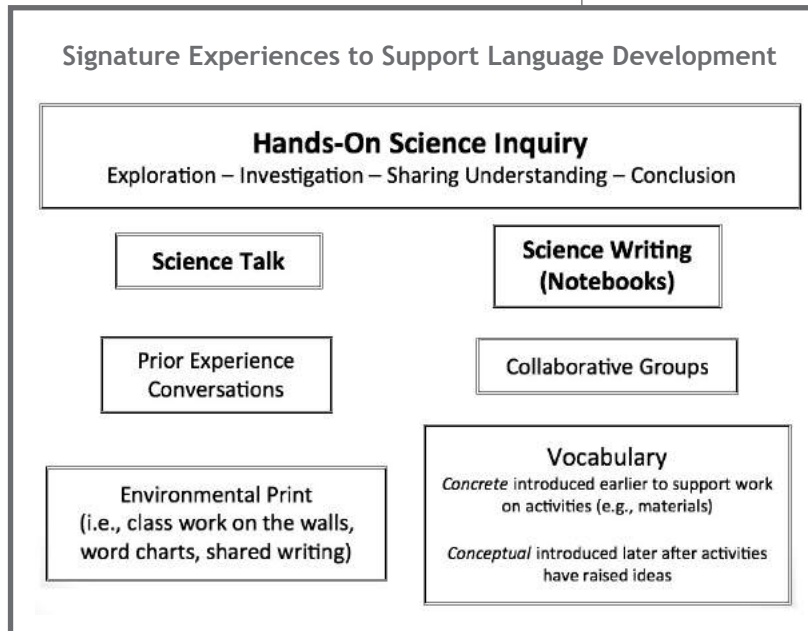 Signature Experiences to Support Language Development
Hands-On Science Inquiry
Exploration – Investigation – Sharing Understanding – Conclusion
Science Talk
Science Writing
(Notebooks)
Prior Experience
Conversations
Collaborative Groups
Environmental Print
(i.e., class work on the walls,
word charts, shared writing)
Vocabulary
Concrete introduced earlier to support work
on activities (e.g., materials)
Conceptual introduced later after activities
have raised ideas